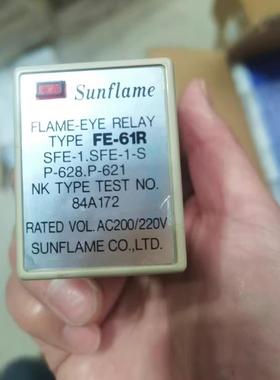 Sunflame
FLAME-EYE RELAY
TYPE FE-61R
SFE-1.SFE-1-S
P-628.P-621
NK TYPE TEST NO.
84A172
RATED VOL.AC200/220V
SUNFLAME CO.,LTD.